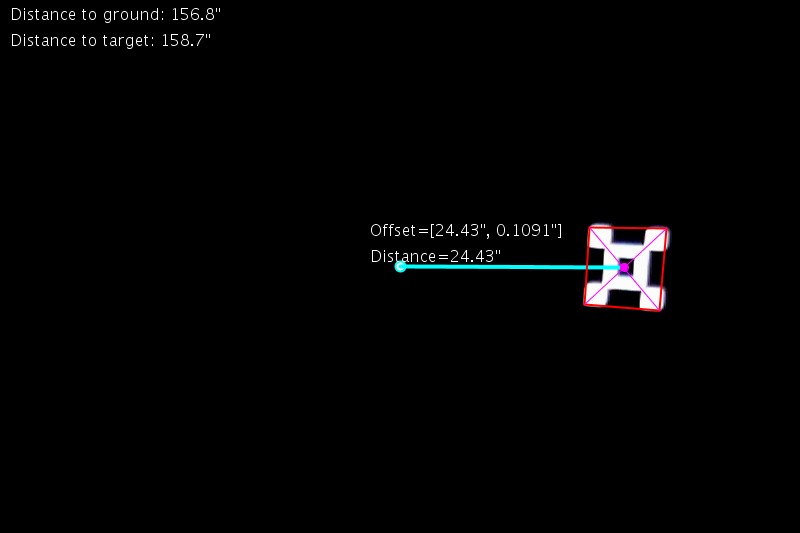 Distance to ground: 156.8"
Distance to target: 158.7"
Offset=[24.43", 0.1091"]
Distance=24.43"